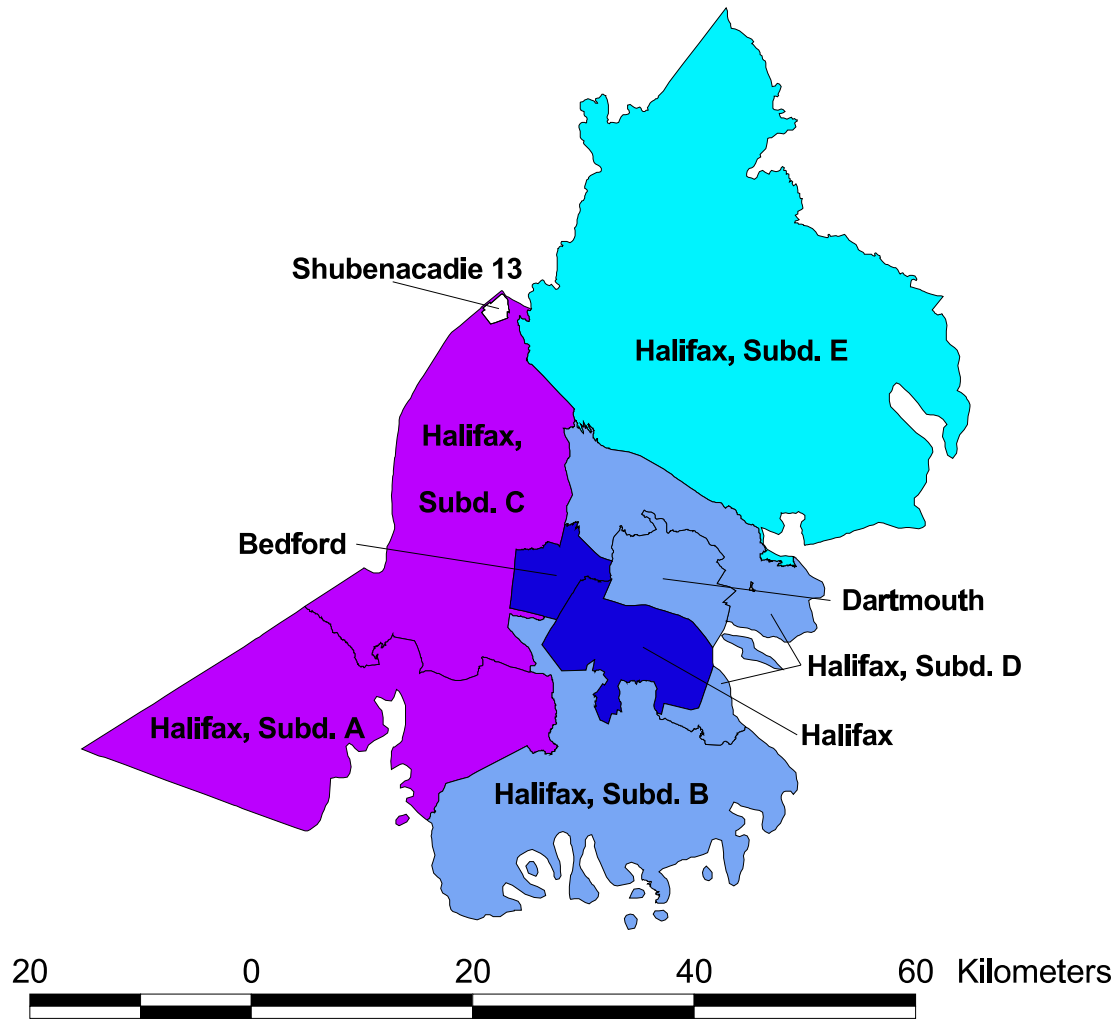 Shubenacadie 13
Halifax, Subd. E
Halifax,
Subd. C
Bedford
Dartmouth
Halifax, Subd. D
Halifax, Subd. A
Halifax
Halifax, Subd. B
20 0 20 40 60 Kilometers